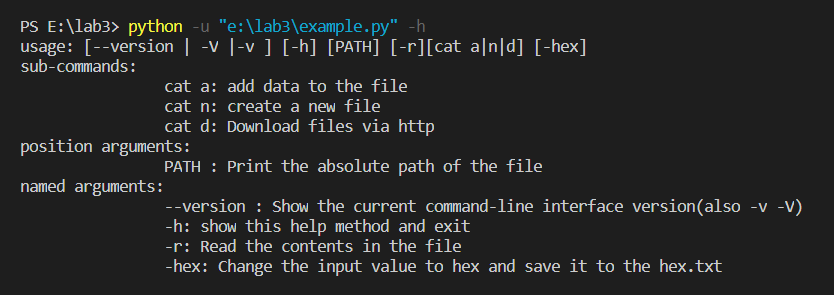 PS E:\lab3> python -u "e:\lab3\example.py" -h
usage: [--version | -V |-v ] [-h] [PATH] [-r][cat a|n|d] [-hex]
sub-commands:
cat a: add data to the file
cat n: create a new file
cat d: Download files via http
position arguments:
PATH : Print the absolute path of the file
named arguments:
--version : Show the current command-line interface version(also -v -V)
-h: show this help method and exit
-r: Read the contents in the file
-hex: Change the input value to hex and save it to the hex.txt